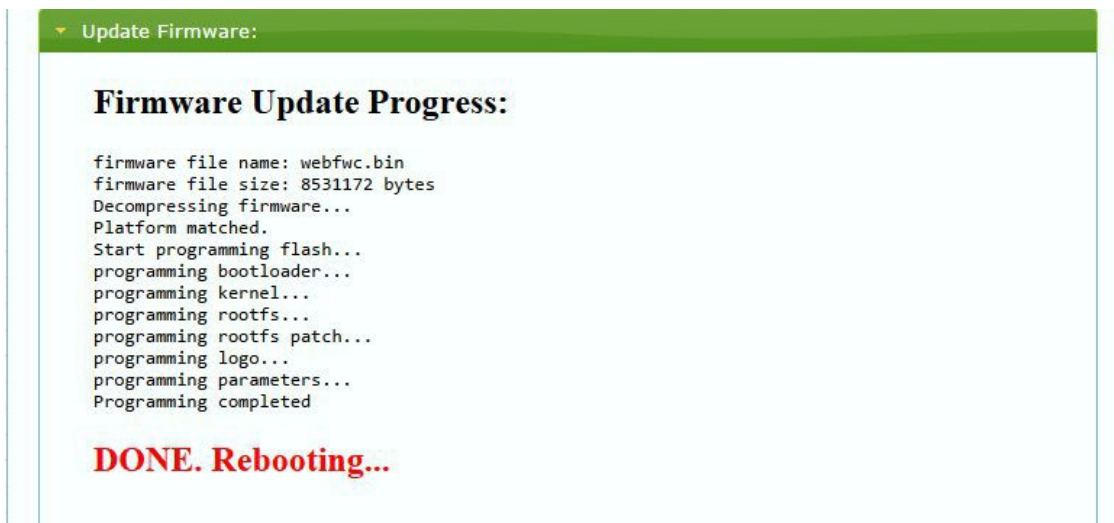 Update Firmware:
Firmware Update Progress:
firmware file name: webfwc.bin
firmware file size: 8531172 bytes
Decompressing firmware...
Platform matched.
Start programming flash...
programming bootloader...
programming kernel...
programming rootfs...
programming rootfs patch...
programming logo...
programming parameters...
Programming completed
DONE. Rebooting...